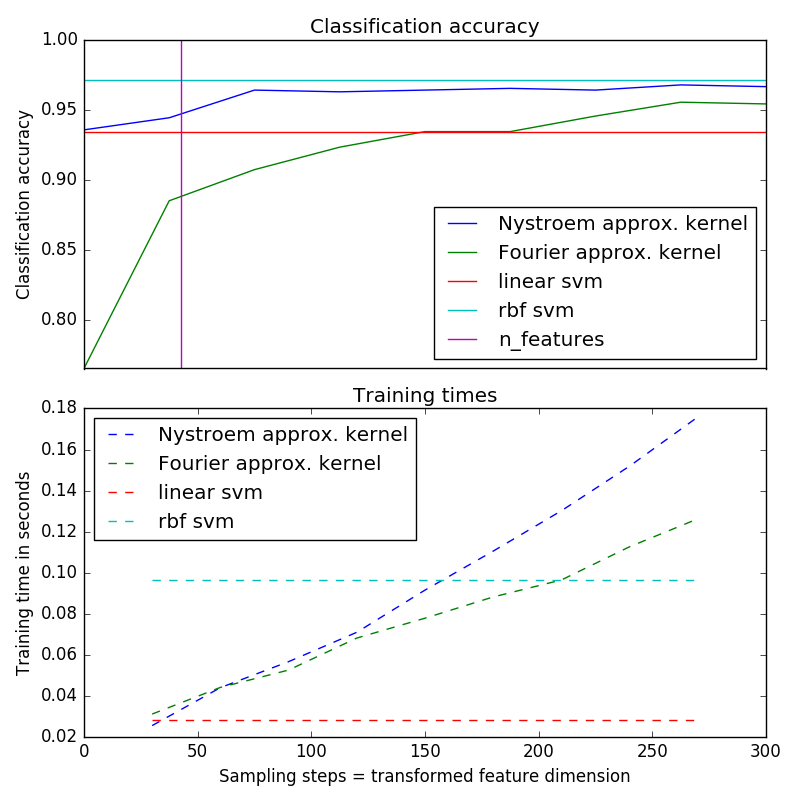 Classification accuracy
1.00
0.95
0.90
0.85
0.80
Classification accuracy
Nystroem approx. kernel
Fourier approx. kernel
linear svm
rbf svm
n_features
Training times
0.18
0.16
0.14
0.12
0.10
0.08
0.06
0.04
0.02
Training time in seconds
Nystroem approx. kernel
Fourier approx. kernel
linear svm
rbf svm
0 50 100 150 200 250 300
Sampling steps = transformed feature dimension